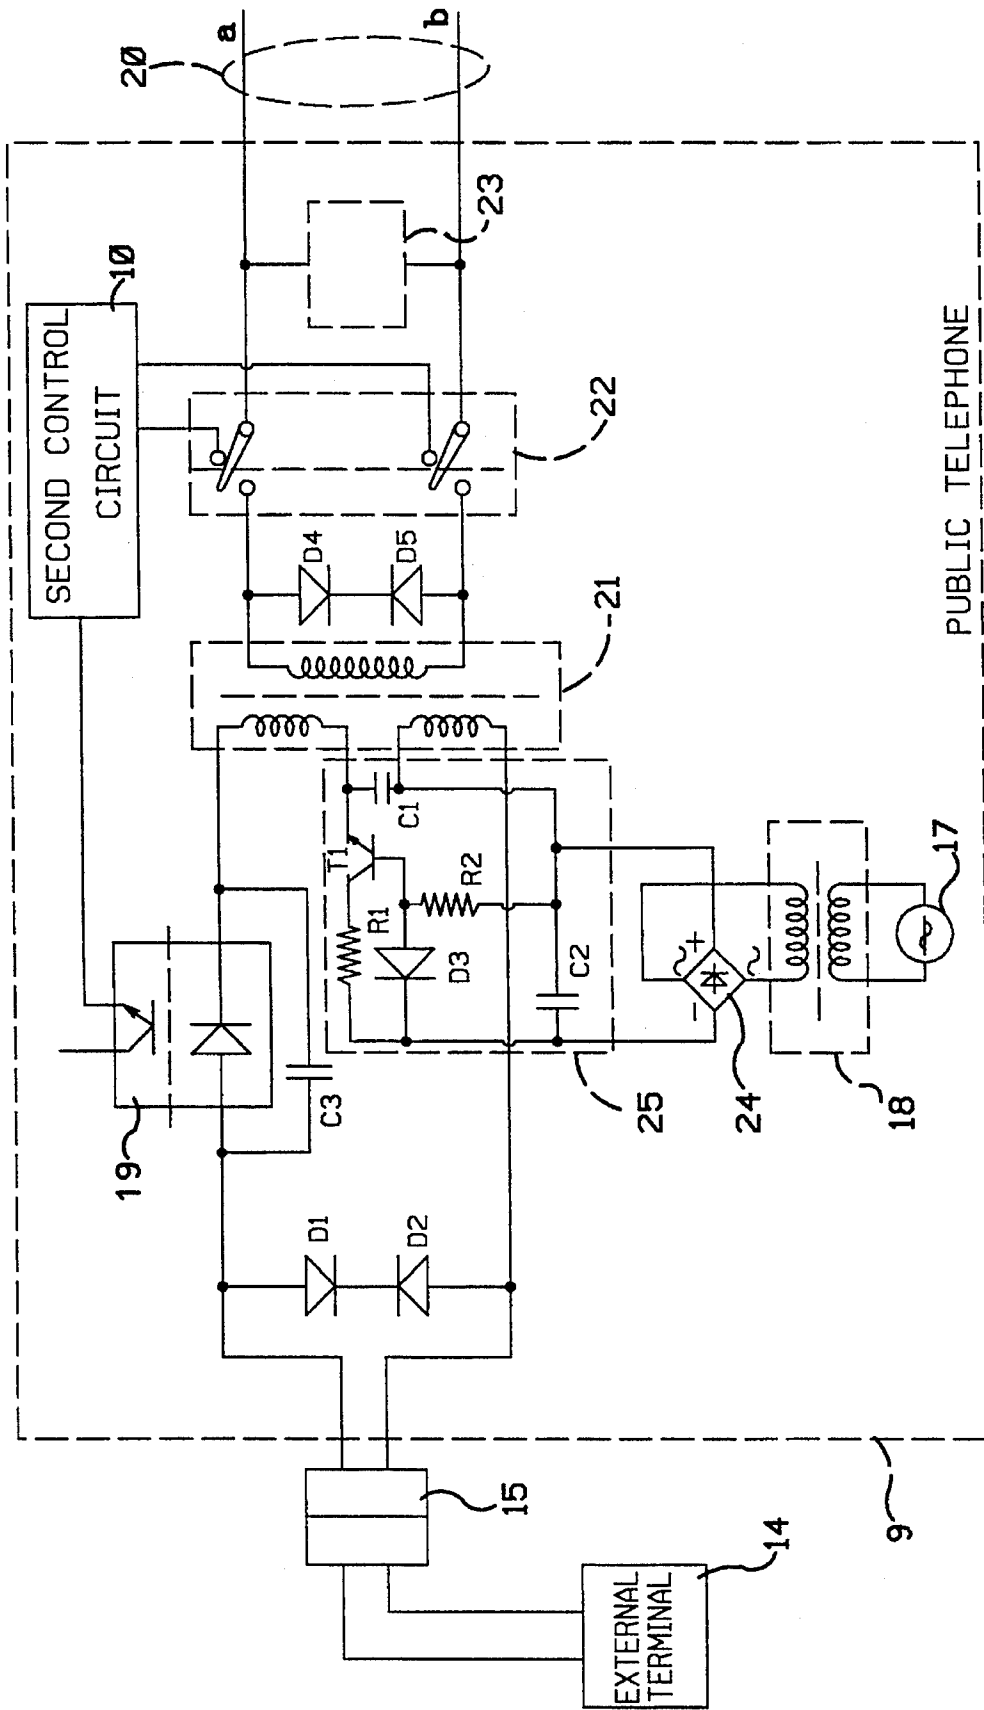 EXTERNAL
TERMINAL
14
15
9
PUBLIC TELEPHONE
D1
D2
19
C3
SECOND CONTROL
CIRCUIT
10
T1
R1
D3
R2
C1
C2
25
21
D4
D5
22
23
20
a
b
+
-
24
18
17